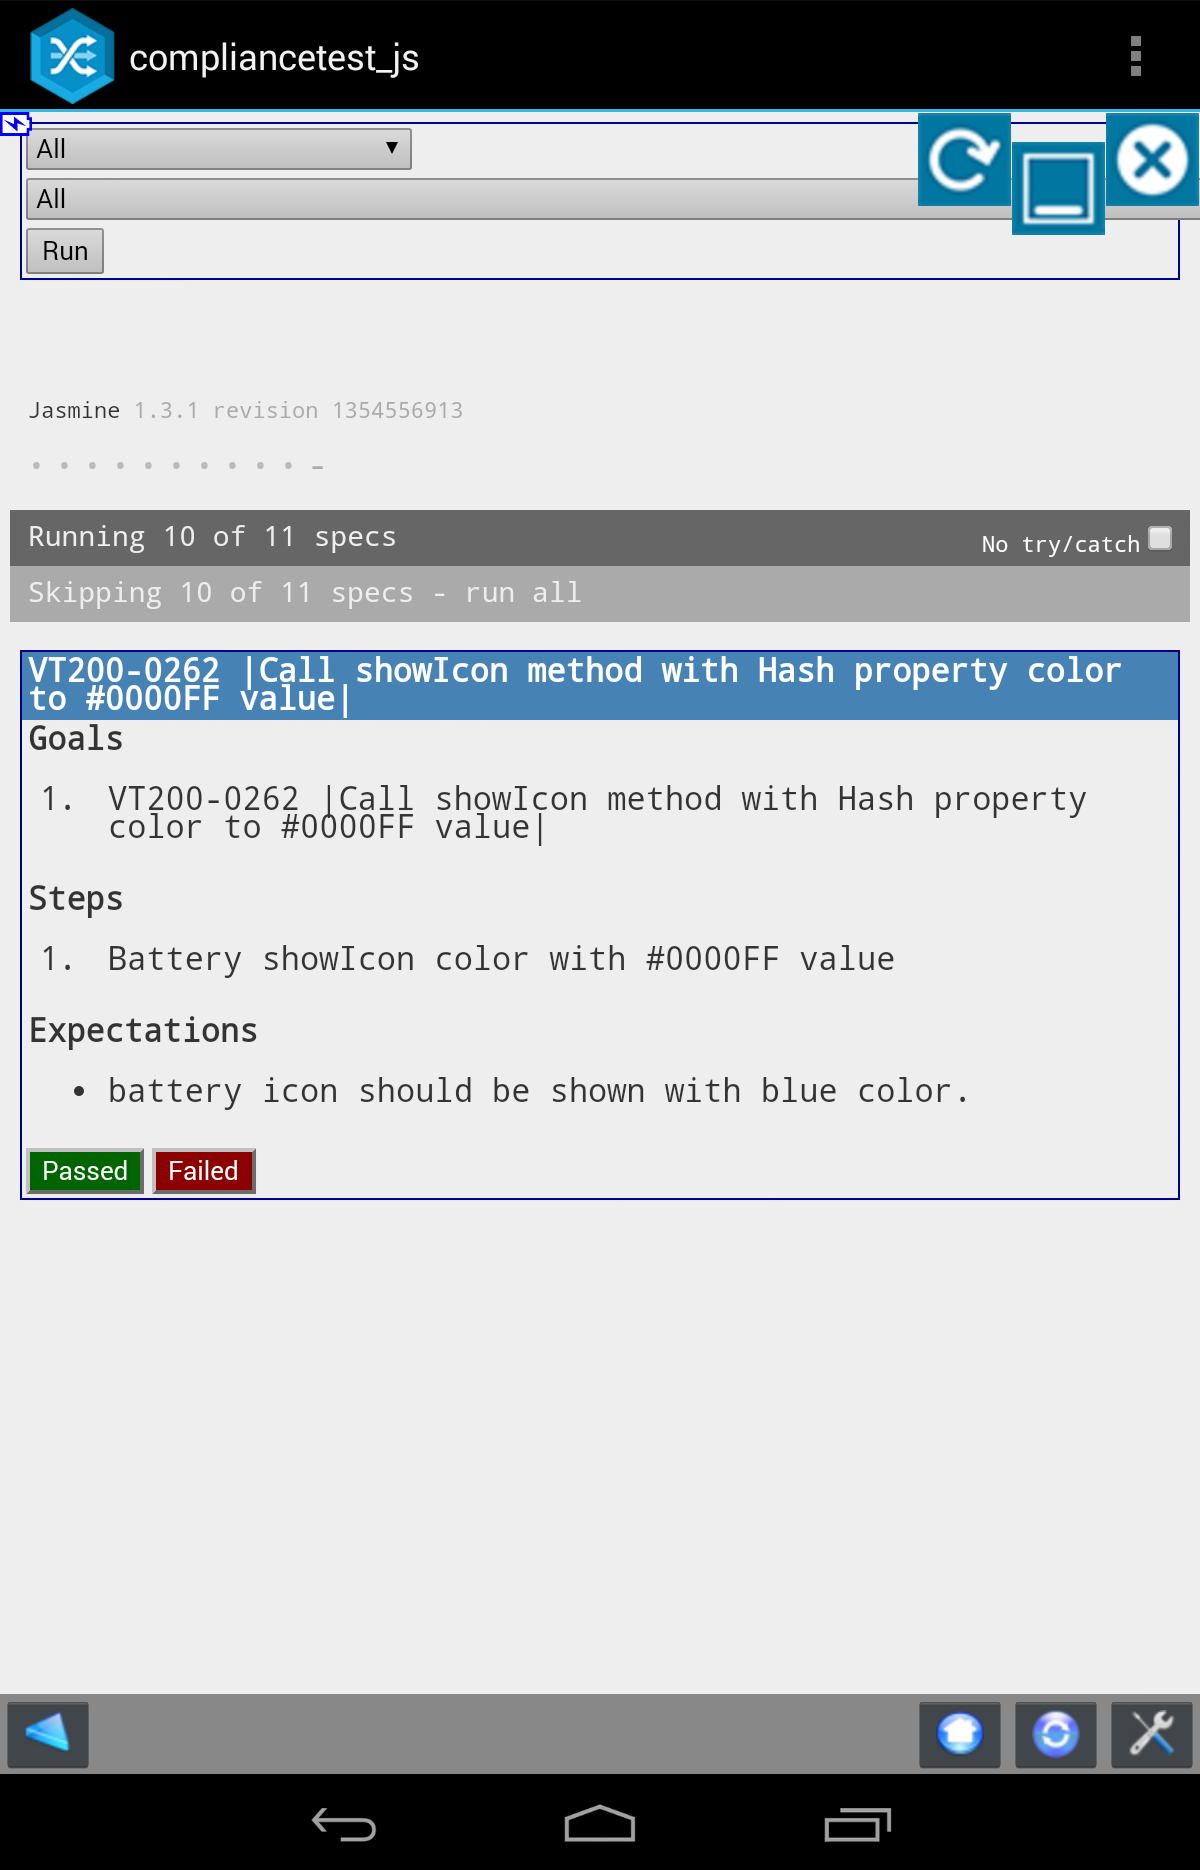 compliancetest_js
All
All
Run
Jasmine 1.3.1 revision 1354556913
Running 10 of 11 specs
No try/catch
Skipping 10 of 11 specs - run all
VT200-0262 |Call showIcon method with Hash property color
to #0000FF value|
Goals
1. VT200-0262 |Call showIcon method with Hash property
color to #0000FF value|
Steps
1. Battery showIcon color with #0000FF value
Expectations
• battery icon should be shown with blue color.
Passed Failed